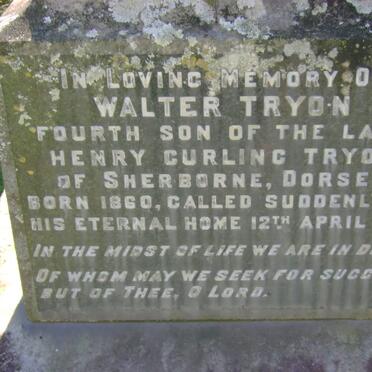 IN LOVING MEMORY O
WALTER TRYON
FOURTH SON OF THE LA
HENRY CURLING TRYO
OF SHERBORNE, DORSE
BORN 1860, CALLED SUDDENL
HIS ETERNAL HOME 12TH APRIL
IN THE MIDST OF LIFE WE ARE IN D
OF WHOM MAY WE SEEK FOR SUCC
BUT OF THEE, O LORD.